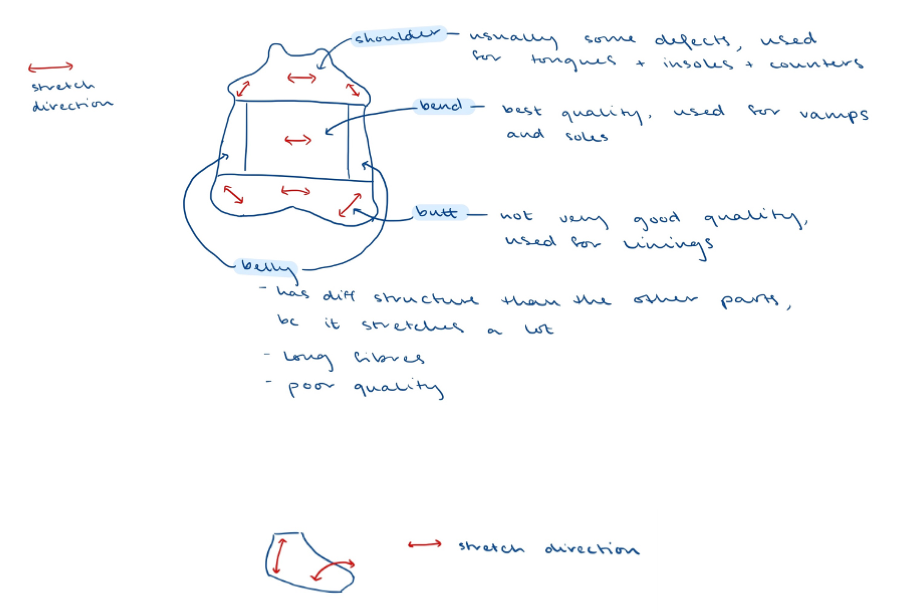 shoulder – usually some defects, used
for tongues + insoles + counters
stretch
direction
bend – best quality, used for vamps
and soles
butt – not very good quality,
used for linings
belly
- has diff structure than the other parts,
bc it stretches a lot
- long fibres
- poor quality
stretch direction